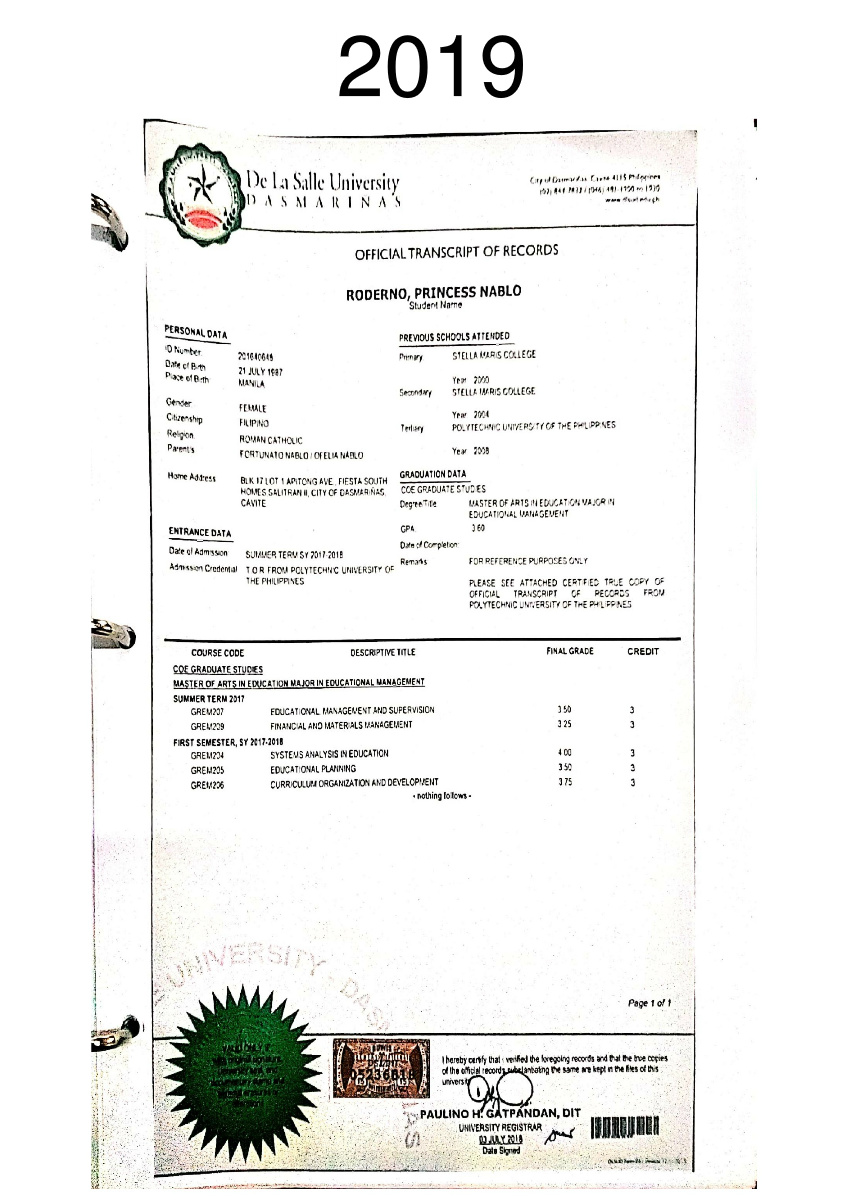 2019
De La Salle University
DASMARIÑAS
City of Dasmariñas, Cavite 4115 Philippines
OFFICIAL TRANSCRIPT OF RECORDS
RODERNO, PRINCESS NABLO
Student Name
PERSONAL DATA
ID Number: 201640648
Date of Birth 21 JULY 1987
Place of Birth MANILA
Gender FEMALE
Citizenship FILIPINO
Religion ROMAN CATHOLIC
Parent/s FORTUNATO NABLO / OFELIA NABLO
Home Address BLK 17 LOT 1 APITONG AVE., FIESTA SOUTH
HOMES SALITRAN II, CITY OF DASMARIÑAS,
CAVITE
ENTRANCE DATA
Date of Admission SUMMER TERM SY 2017-2018
Admission Credential T O R FROM POLYTECHNIC UNIVERSITY OF
THE PHILIPPINES
PREVIOUS SCHOOLS ATTENDED
Primary STELLA MARIS COLLEGE
Year 2000
Secondary STELLA MARIS COLLEGE
Year 2004
Tertiary POLYTECHNIC UNIVERSITY OF THE PHILIPPINES
Year 2008
GRADUATION DATA
COE GRADUATE STUDIES
Degree/Title MASTER OF ARTS IN EDUCATION MAJOR IN
EDUCATIONAL MANAGEMENT
GPA 3.60
Date of Completion:
Remarks FOR REFERENCE PURPOSES ONLY
PLEASE SEE ATTACHED CERTIFIED TRUE COPY OF
OFFICIAL TRANSCRIPT OF RECORDS FROM
POLYTECHNIC UNIVERSITY OF THE PHILIPPINES
COURSE CODE DESCRIPTIVE TITLE FINAL GRADE CREDIT
COE GRADUATE STUDIES
MASTER OF ARTS IN EDUCATION MAJOR IN EDUCATIONAL MANAGEMENT
SUMMER TERM 2017
GREM207 EDUCATIONAL MANAGEMENT AND SUPERVISION 3.50 3
GREM209 FINANCIAL AND MATERIALS MANAGEMENT 3.25 3
FIRST SEMESTER, SY 2017-2018
GREM204 SYSTEMS ANALYSIS IN EDUCATION 4.00 3
GREM205 EDUCATIONAL PLANNING 3.50 3
GREM206 CURRICULUM ORGANIZATION AND DEVELOPMENT 3.75 3
- nothing follows -
UNIVERSITY - DAS
Page 1 of 1
I hereby certify that I verified the foregoing records and that the true copies
of the official records substantiating the same are kept in the files of this
university
PAULINO H. GATPANDAN, DIT
UNIVERSITY REGISTRAR
03 JULY 2018
Date Signed